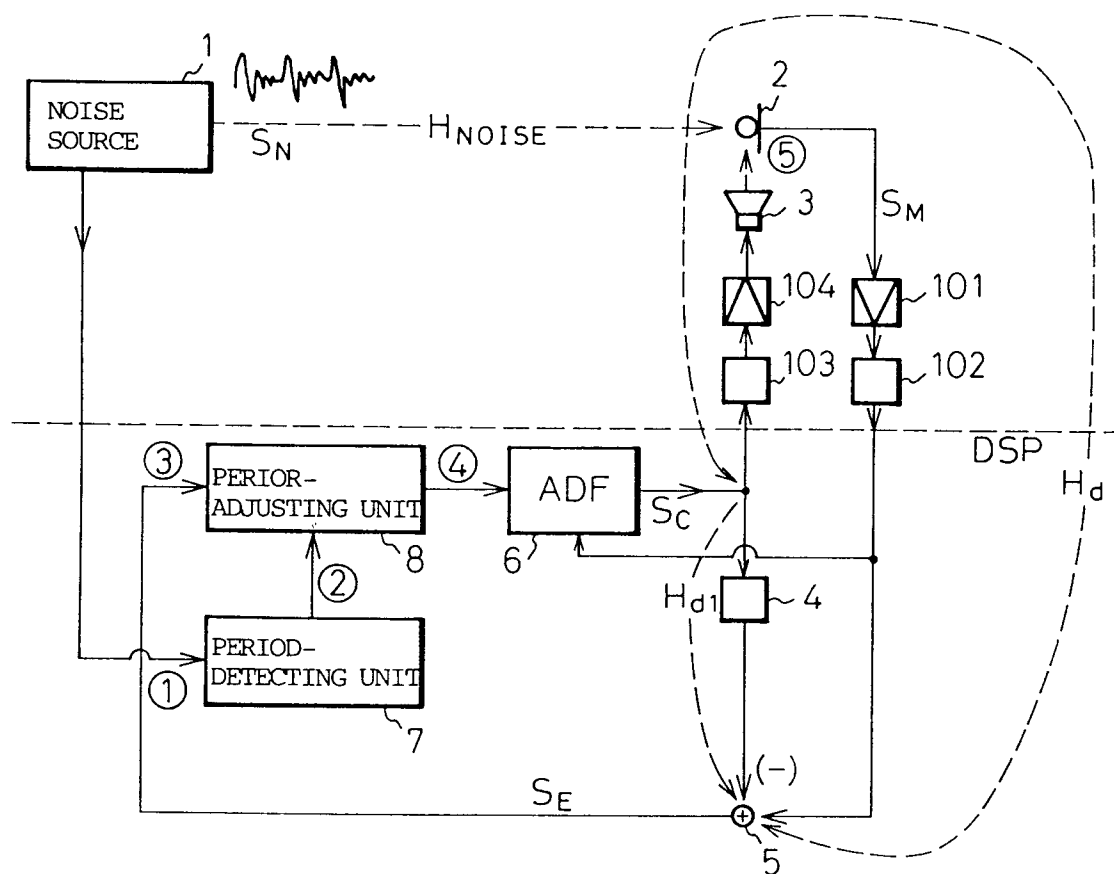 1
NOISE
SOURCE
S_N
H_NOISE
2
⑤
3
S_M
104
101
103
102
DSP
H_d
③
PERIOR-
ADJUSTING UNIT
8
④
ADF
6
S_C
②
H_d1
4
PERIOD-
DETECTING UNIT
①
7
(-)
S_E
+
5